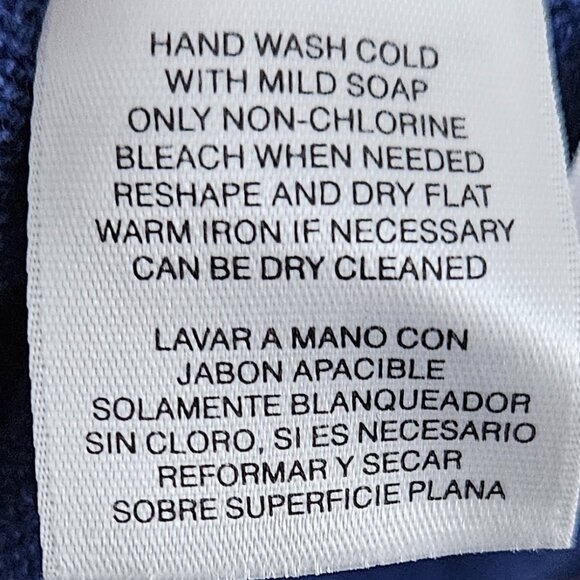 HAND WASH COLD
WITH MILD SOAP
ONLY NON-CHLORINE
BLEACH WHEN NEEDED
RESHAPE AND DRY FLAT
WARM IRON IF NECESSARY
CAN BE DRY CLEANED
LAVAR A MANO CON
JABON APACIBLE
SOLAMENTE BLANQUEADOR
SIN CLORO, SI ES NECESARIO
REFORMAR Y SECAR
SOBRE SUPERFICIE PLANA